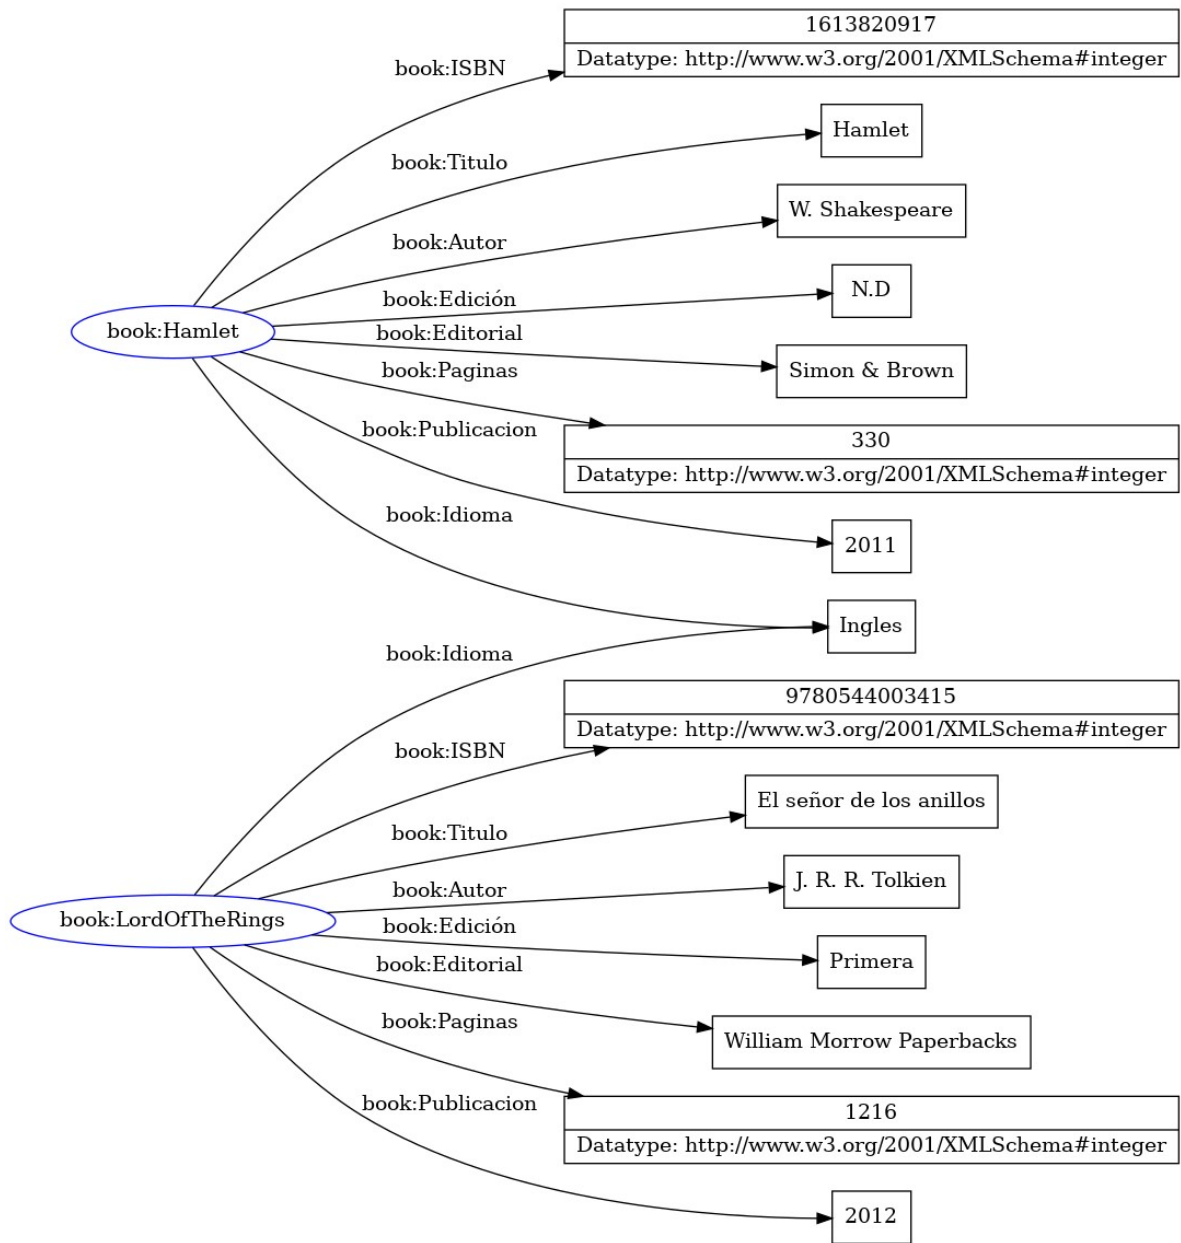 1613820917
Datatype: http://www.w3.org/2001/XMLSchema#integer
book:ISBN
Hamlet
book:Titulo
W. Shakespeare
book:Autor
N.D
book:Edición
book:Hamlet
book:Editorial
Simon & Brown
book:Paginas
book:Publicacion
330
Datatype: http://www.w3.org/2001/XMLSchema#integer
book:Idioma
2011
Ingles
book:Idioma
9780544003415
Datatype: http://www.w3.org/2001/XMLSchema#integer
book:ISBN
El señor de los anillos
book:Titulo
J. R. R. Tolkien
book:Autor
book:LordOfTheRings
book:Edición
Primera
book:Editorial
William Morrow Paperbacks
book:Paginas
book:Publicacion
1216
Datatype: http://www.w3.org/2001/XMLSchema#integer
2012